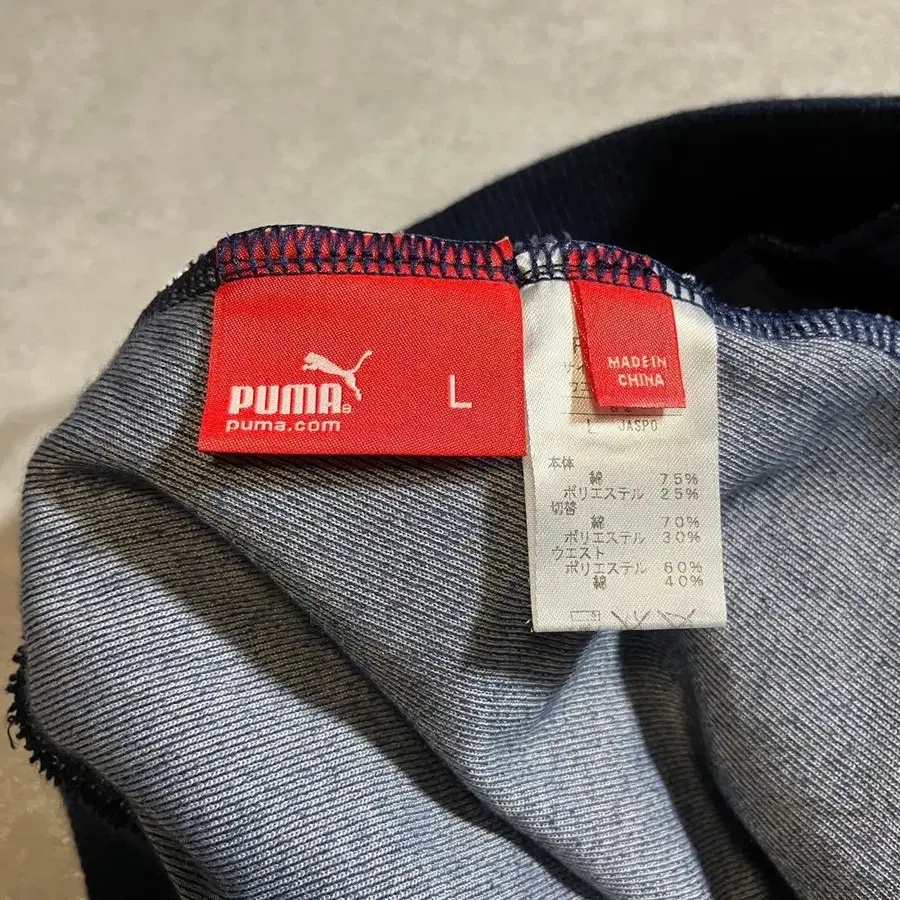 PUMA®
puma.com
L
MADE IN
CHINA
L JASPO
本体
綿 75%
ポリエステル 25%
切替
綿 70%
ポリエステル 30%
ウエスト
ポリエステル 60%
綿 40%